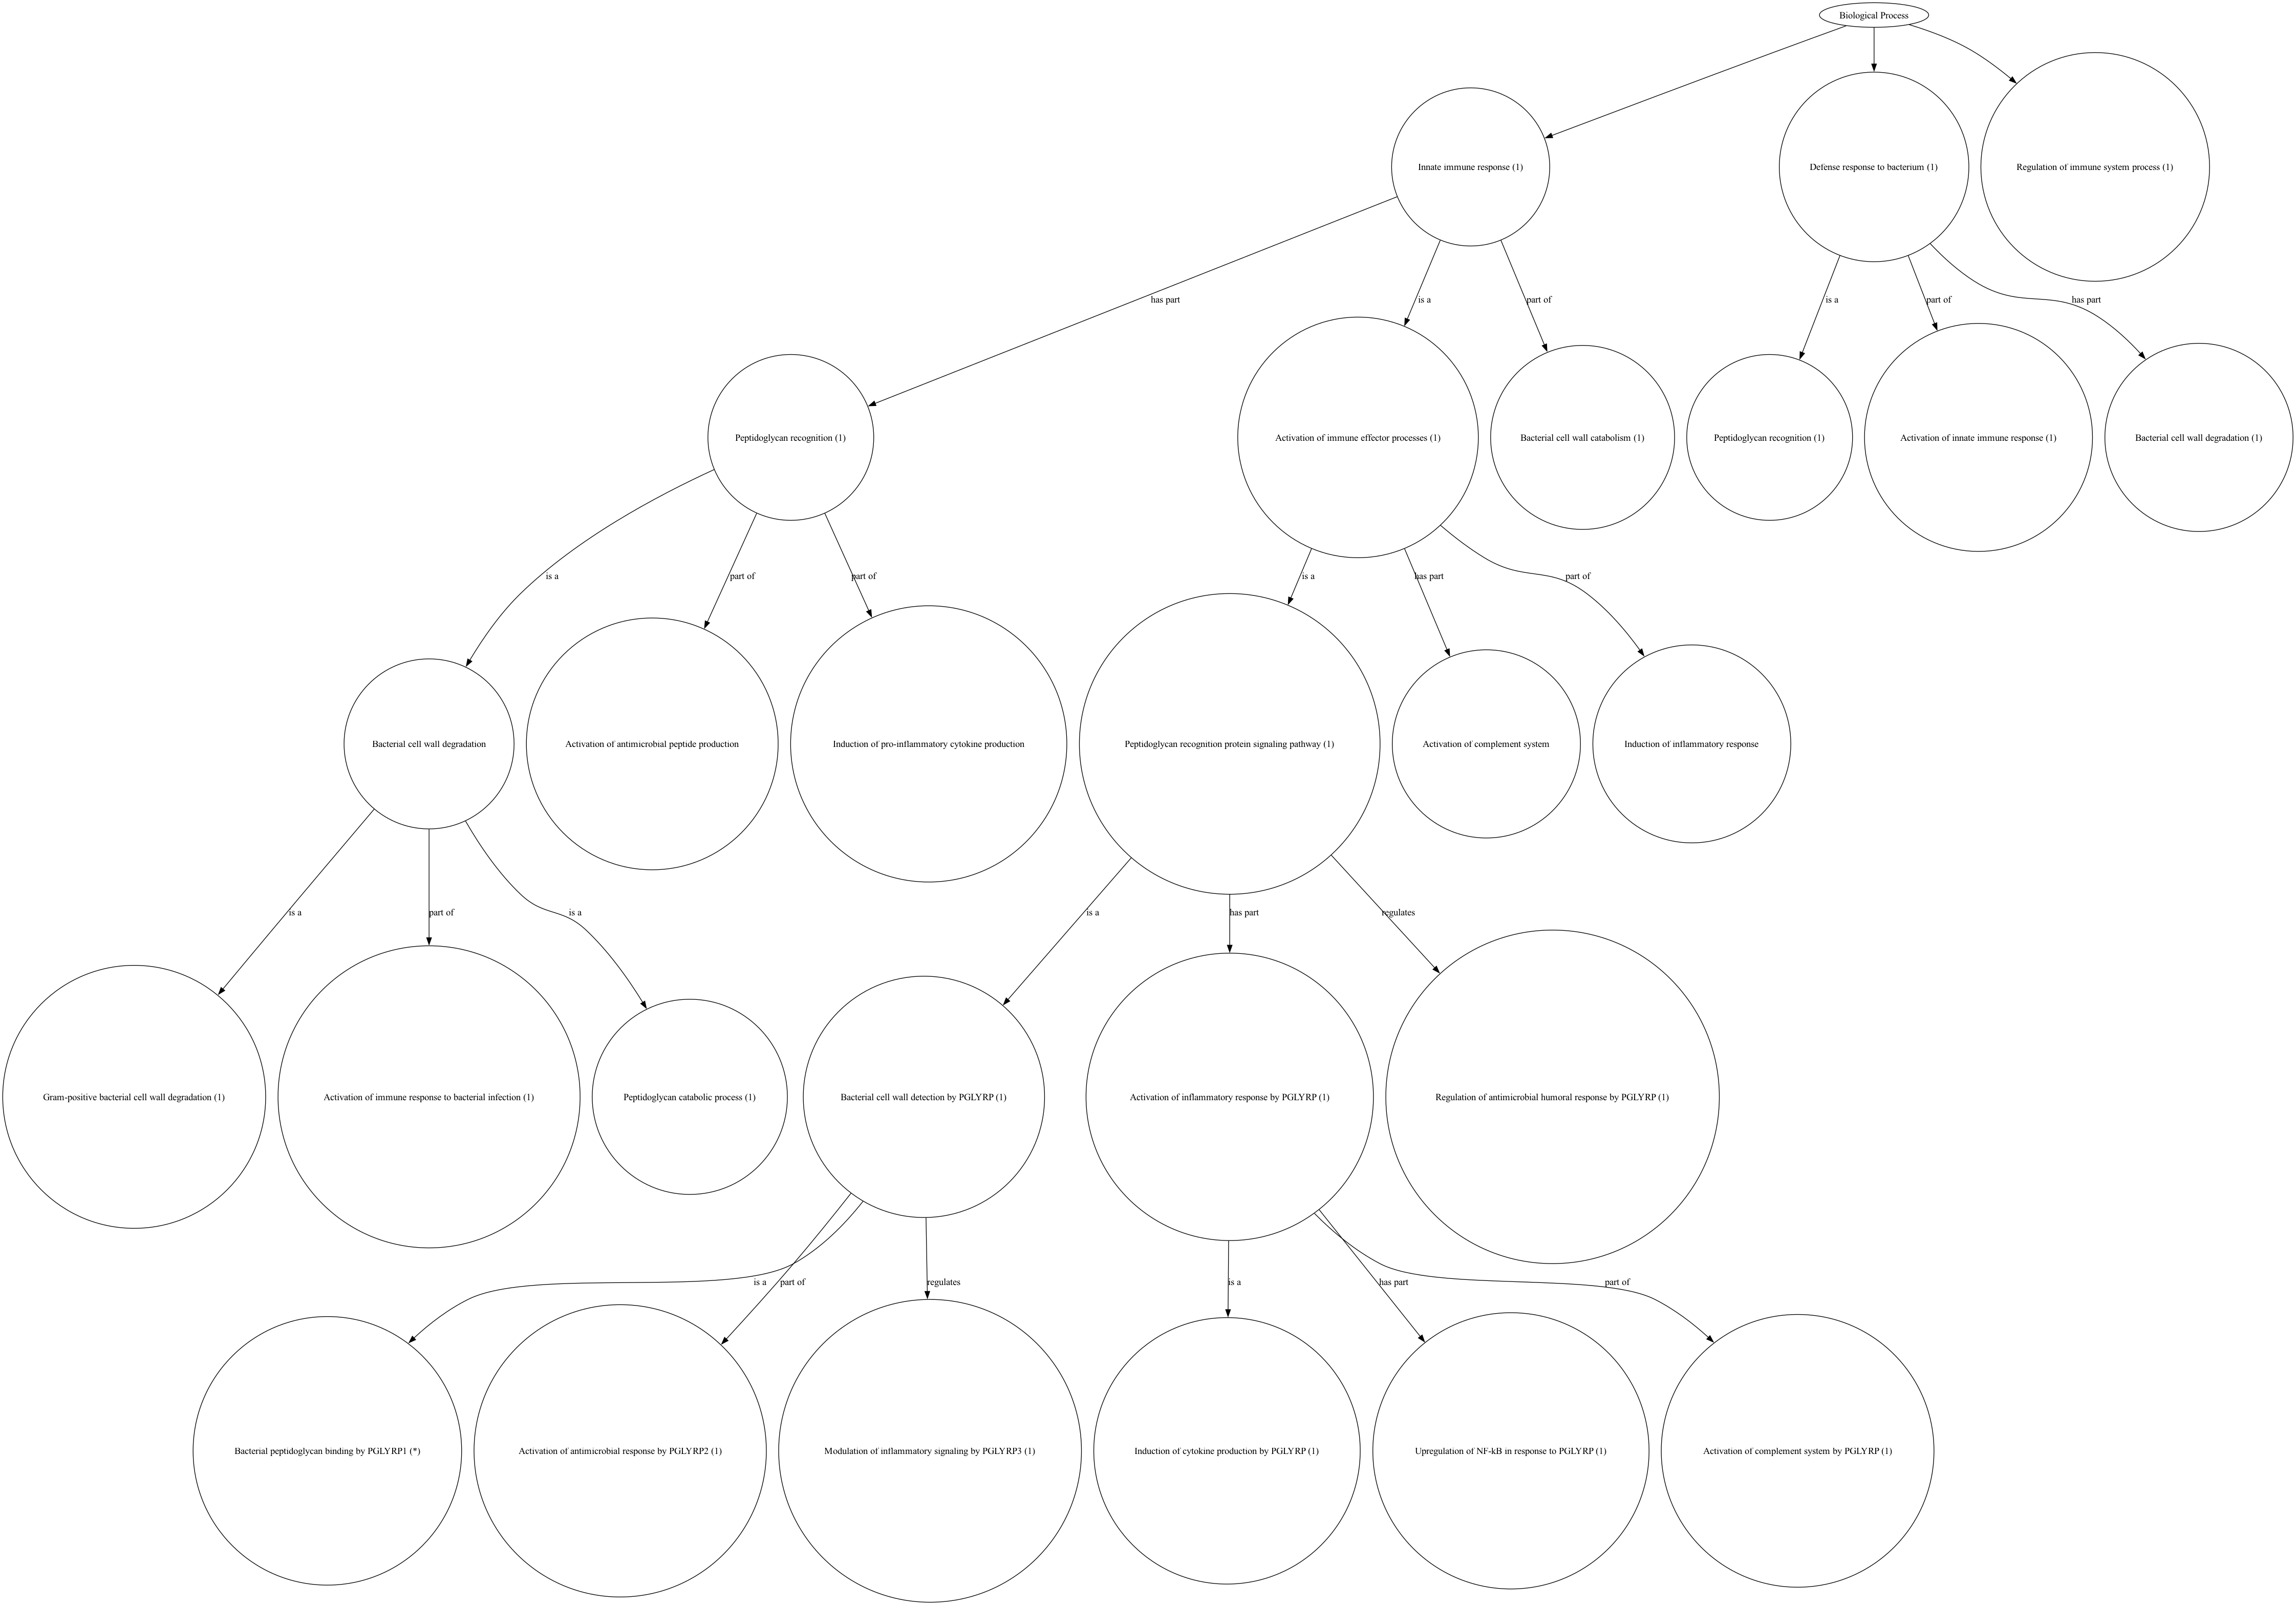 Biological Process
Innate immune response (1)
Defense response to bacterium (1)
Regulation of immune system process (1)
has part
is a
part of
is a
part of
has part
Peptidoglycan recognition (1)
Activation of immune effector processes (1)
Bacterial cell wall catabolism (1)
Peptidoglycan recognition (1)
Activation of innate immune response (1)
Bacterial cell wall degradation (1)
is a
part of
part of
is a
has part
part of
Bacterial cell wall degradation
Activation of antimicrobial peptide production
Induction of pro-inflammatory cytokine production
Peptidoglycan recognition protein signaling pathway (1)
Activation of complement system
Induction of inflammatory response
is a
part of
is a
is a
has part
regulates
Gram-positive bacterial cell wall degradation (1)
Activation of immune response to bacterial infection (1)
Peptidoglycan catabolic process (1)
Bacterial cell wall detection by PGLYRP (1)
Activation of inflammatory response by PGLYRP (1)
Regulation of antimicrobial humoral response by PGLYRP (1)
is a
part of
regulates
is a
has part
part of
Bacterial peptidoglycan binding by PGLYRP1 (*)
Activation of antimicrobial response by PGLYRP2 (1)
Modulation of inflammatory signaling by PGLYRP3 (1)
Induction of cytokine production by PGLYRP (1)
Upregulation of NF-kB in response to PGLYRP (1)
Activation of complement system by PGLYRP (1)